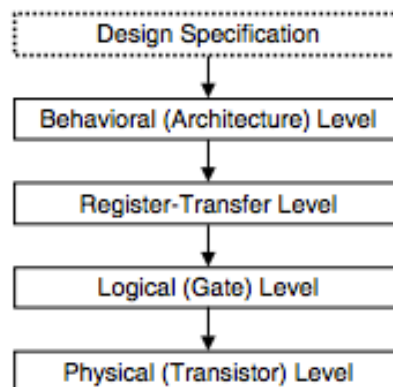 Design Specification
Behavioral (Architecture) Level
Register-Transfer Level
Logical (Gate) Level
Physical (Transistor) Level